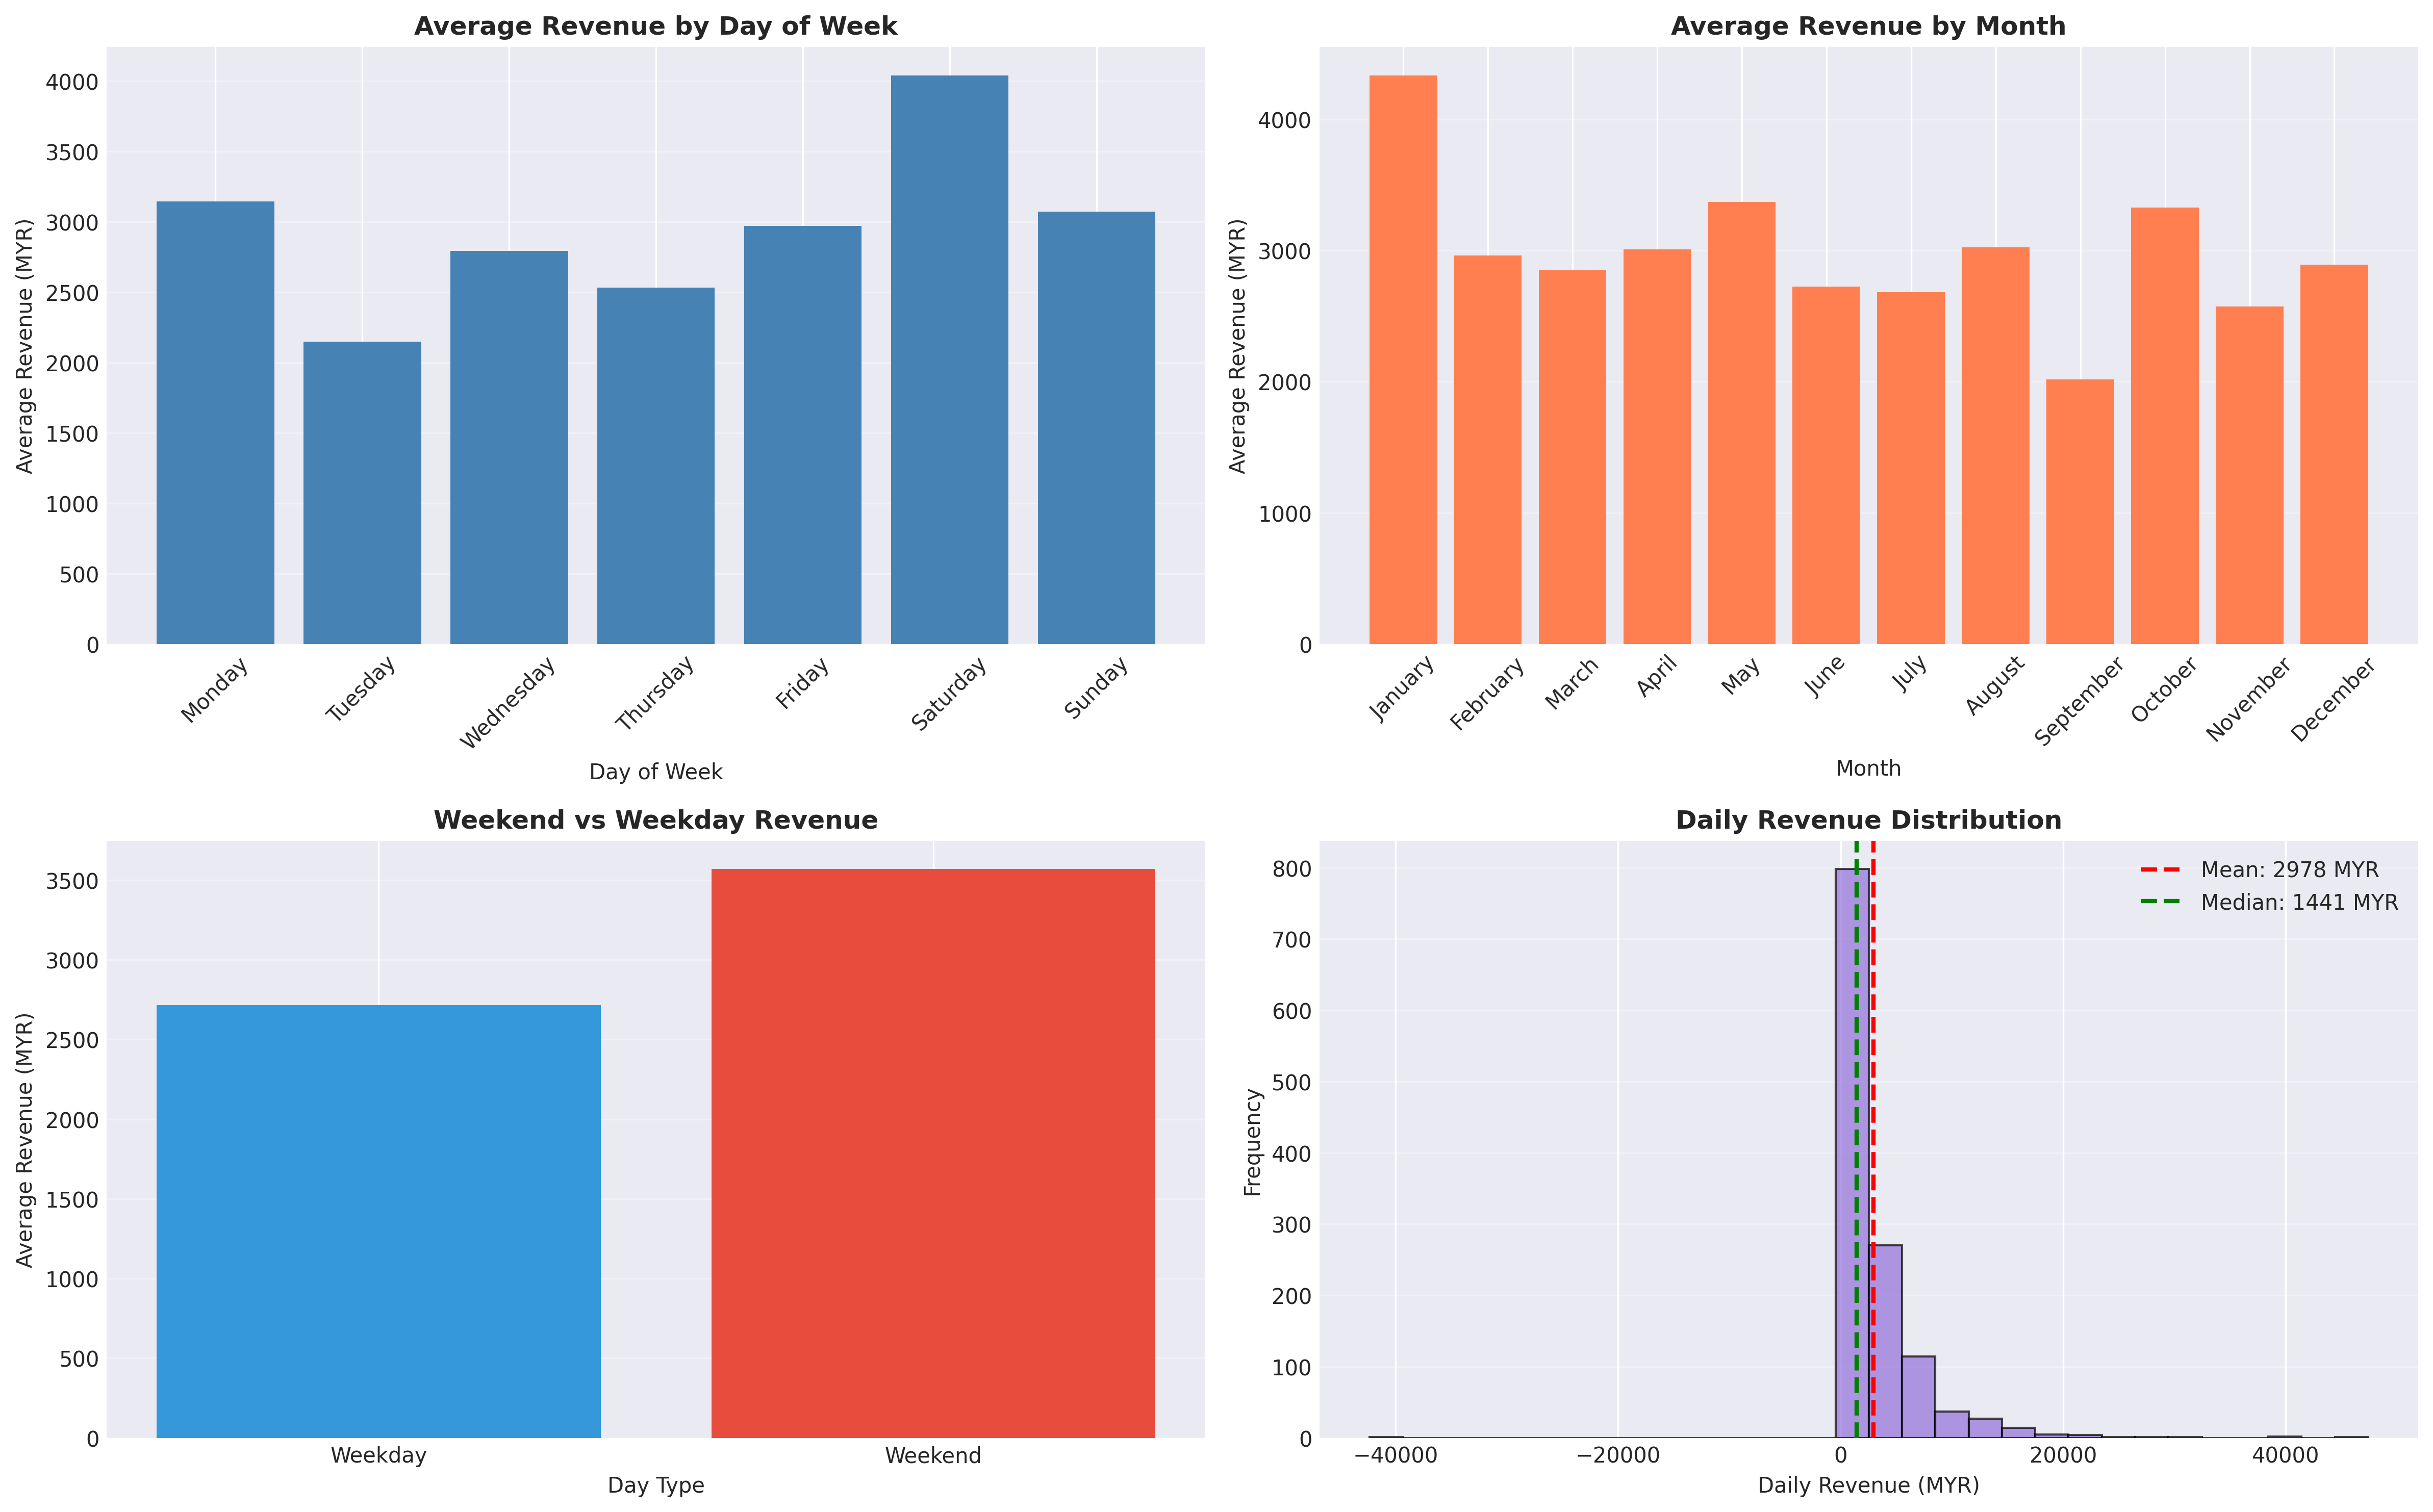 Average Revenue by Day of Week
Average Revenue (MYR)
4000
3500
3000
2500
2000
1500
1000
500
0
Monday
Tuesday
Wednesday
Thursday
Friday
Saturday
Sunday
Day of Week
Average Revenue by Month
Average Revenue (MYR)
4000
3000
2000
1000
0
January
February
March
April
May
June
July
August
September
October
November
December
Month
Weekend vs Weekday Revenue
Average Revenue (MYR)
3500
3000
2500
2000
1500
1000
500
0
Weekday
Weekend
Day Type
Daily Revenue Distribution
Frequency
800
700
600
500
400
300
200
100
0
Mean: 2978 MYR
Median: 1441 MYR
−40000
−20000
0
20000
40000
Daily Revenue (MYR)